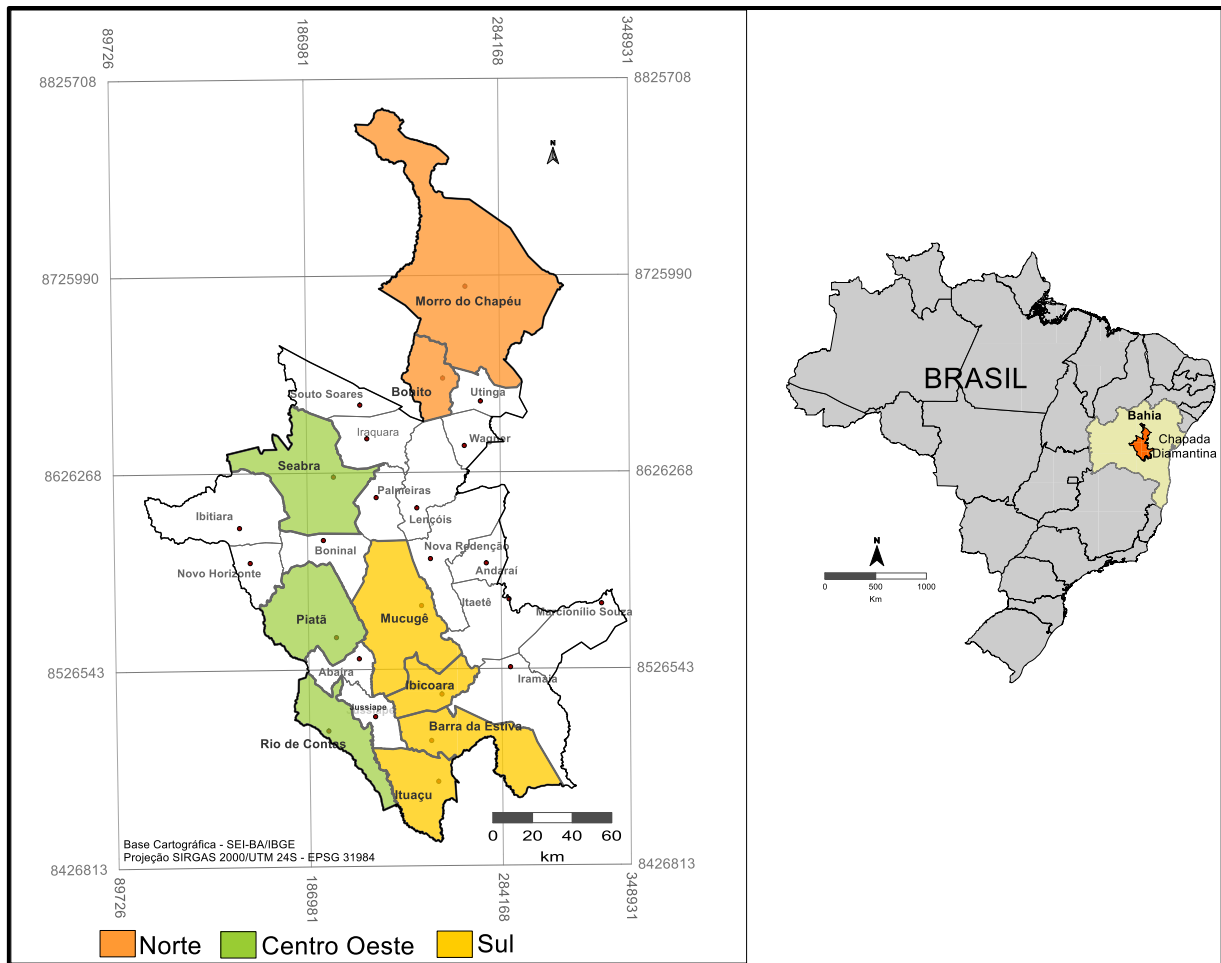 89726
186981
284168
348931
8825708
8825708
N
8725990
8725990
Morro do Chapéu
Bonito
Utinga
Souto Soares
Iraquara
Wagner
Seabra
8626268
8626268
Palmeiras
Lençóis
Ibitiara
Boninal
Nova Redenção
Novo Horizonte
Andaraí
Itaetê
Marcionílio Souza
Piatã
Mucugê
8526543
8526543
Abaíra
Iramaia
Ibicoara
Jussiape
Jussiape
Barra da Estiva
Rio de Contas
Ituaçu
0 20 40 60
km
Base Cartográfica - SEI-BA/IBGE
Projeção SIRGAS 2000/UTM 24S - EPSG 31984
8426813
8426813
89726
186981
284168
348931
Norte
Centro Oeste
Sul
BRASIL
Bahia
Chapada
Diamantina
N
0 500 1000
Km